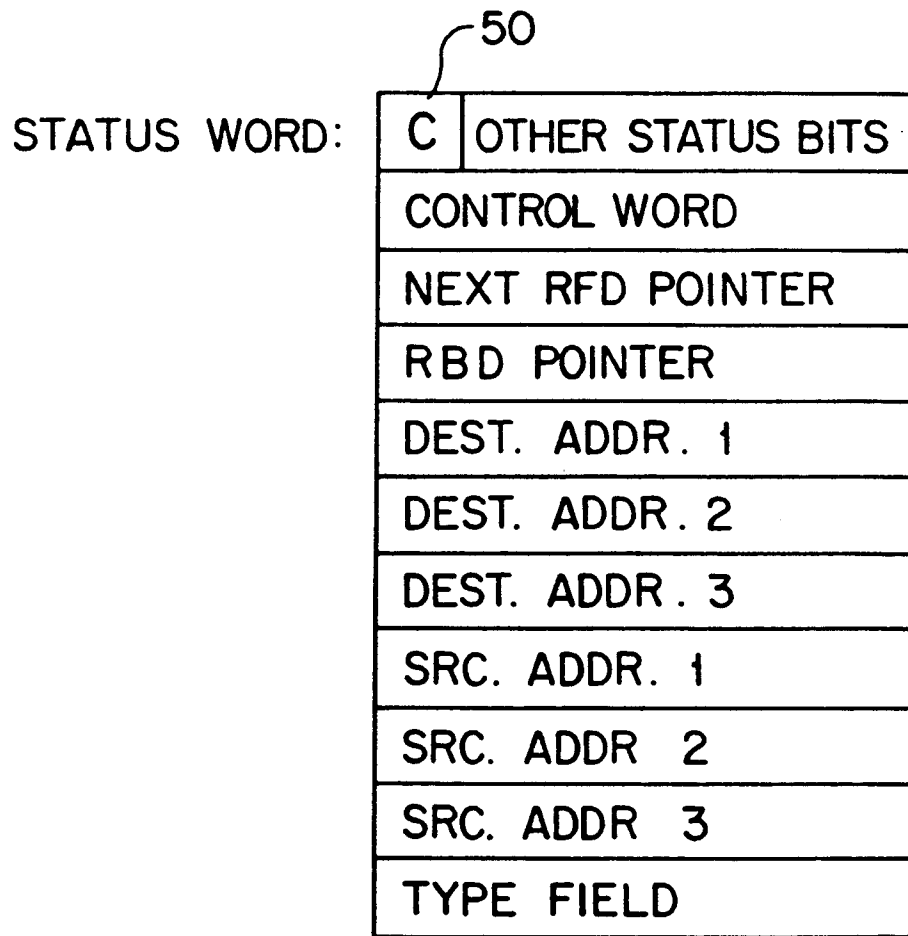 50
STATUS WORD: C OTHER STATUS BITS
CONTROL WORD
NEXT RFD POINTER
RBD POINTER
DEST. ADDR. 1
DEST. ADDR. 2
DEST. ADDR. 3
SRC. ADDR. 1
SRC. ADDR 2
SRC. ADDR 3
TYPE FIELD